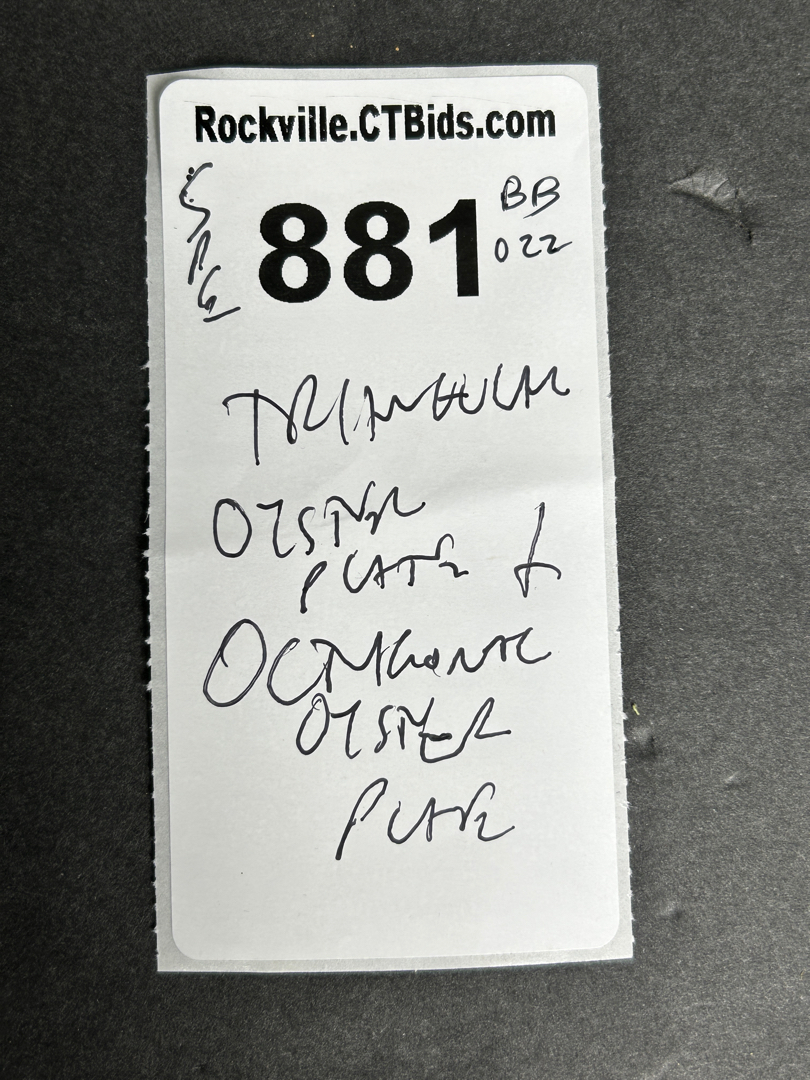 Rockville.CTBids.com
881
BB
022
TRIANGULAR
OYSTER
PLATE &
OCTAGONAL
OYSTER
PLATE